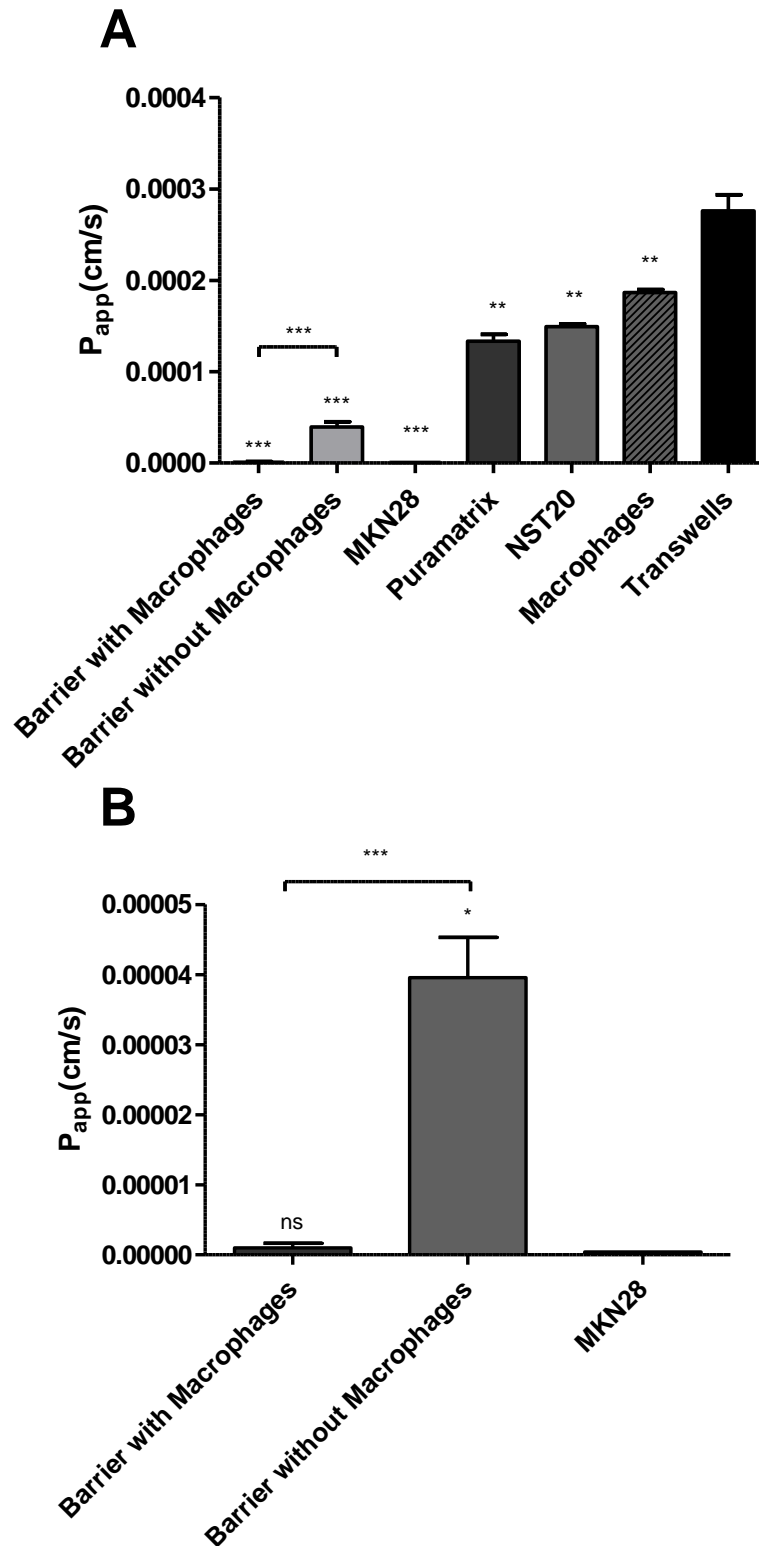 A
0.0004
0.0003
0.0002
0.0001
0.0000
Papp(cm/s)
***
***
***
***
**
**
**
Barrier with Macrophages
Barrier without Macrophages
MKN28
Puramatrix
NST20
Macrophages
Transwells
B
***
*
ns
0.00005
0.00004
0.00003
0.00002
0.00001
0.00000
Papp(cm/s)
Barrier with Macrophages
Barrier without Macrophages
MKN28